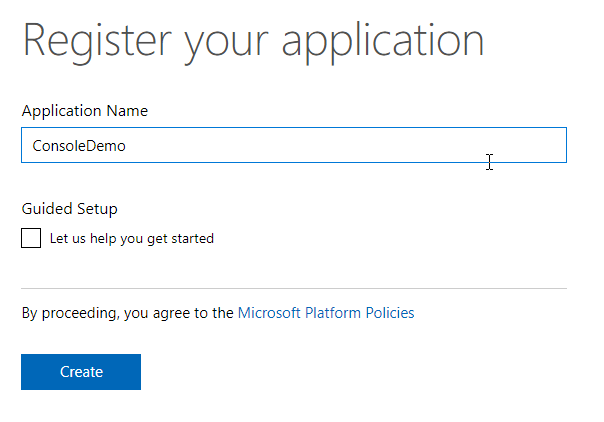 Register your application
Application Name
ConsoleDemo
Guided Setup
Let us help you get started
By proceeding, you agree to the Microsoft Platform Policies
Create